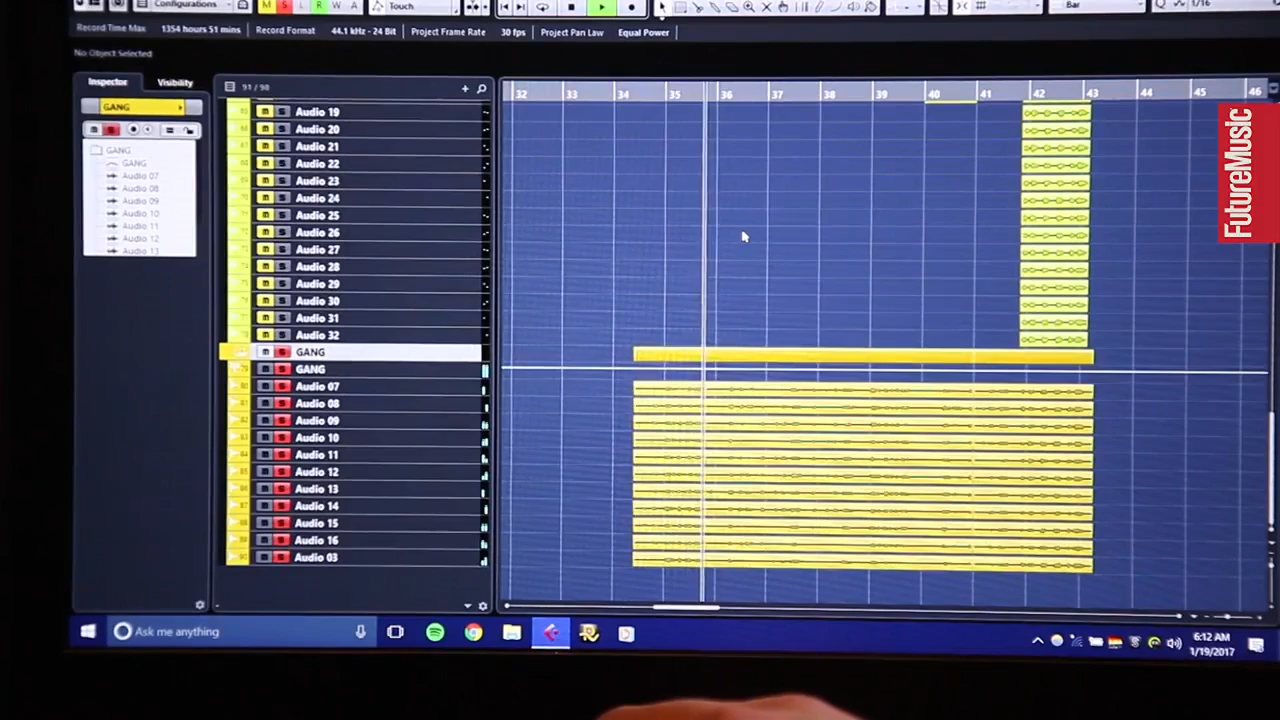 Configurations
M S L R W A
Touch
Bar
Q 1/16
Record Time Max 1354 hours 51 mins Record Format 44.1 kHz - 24 Bit Project Frame Rate 30 fps Project Pan Law Equal Power
No Object Selected
Inspector Visibility
91 / 98
32 33 34 35 36 37 38 39 40 41 42 43 44 45 46
GANG
GANG
GANG
Audio 07
Audio 08
Audio 09
Audio 10
Audio 11
Audio 12
Audio 13
Audio 19
Audio 20
Audio 21
Audio 22
Audio 23
Audio 24
Audio 25
Audio 26
Audio 27
Audio 28
Audio 29
Audio 30
Audio 31
Audio 32
GANG
GANG
Audio 07
Audio 08
Audio 09
Audio 10
Audio 11
Audio 12
Audio 13
Audio 14
Audio 15
Audio 16
Audio 03
FutureMusic
Ask me anything
6:12 AM
1/19/2017